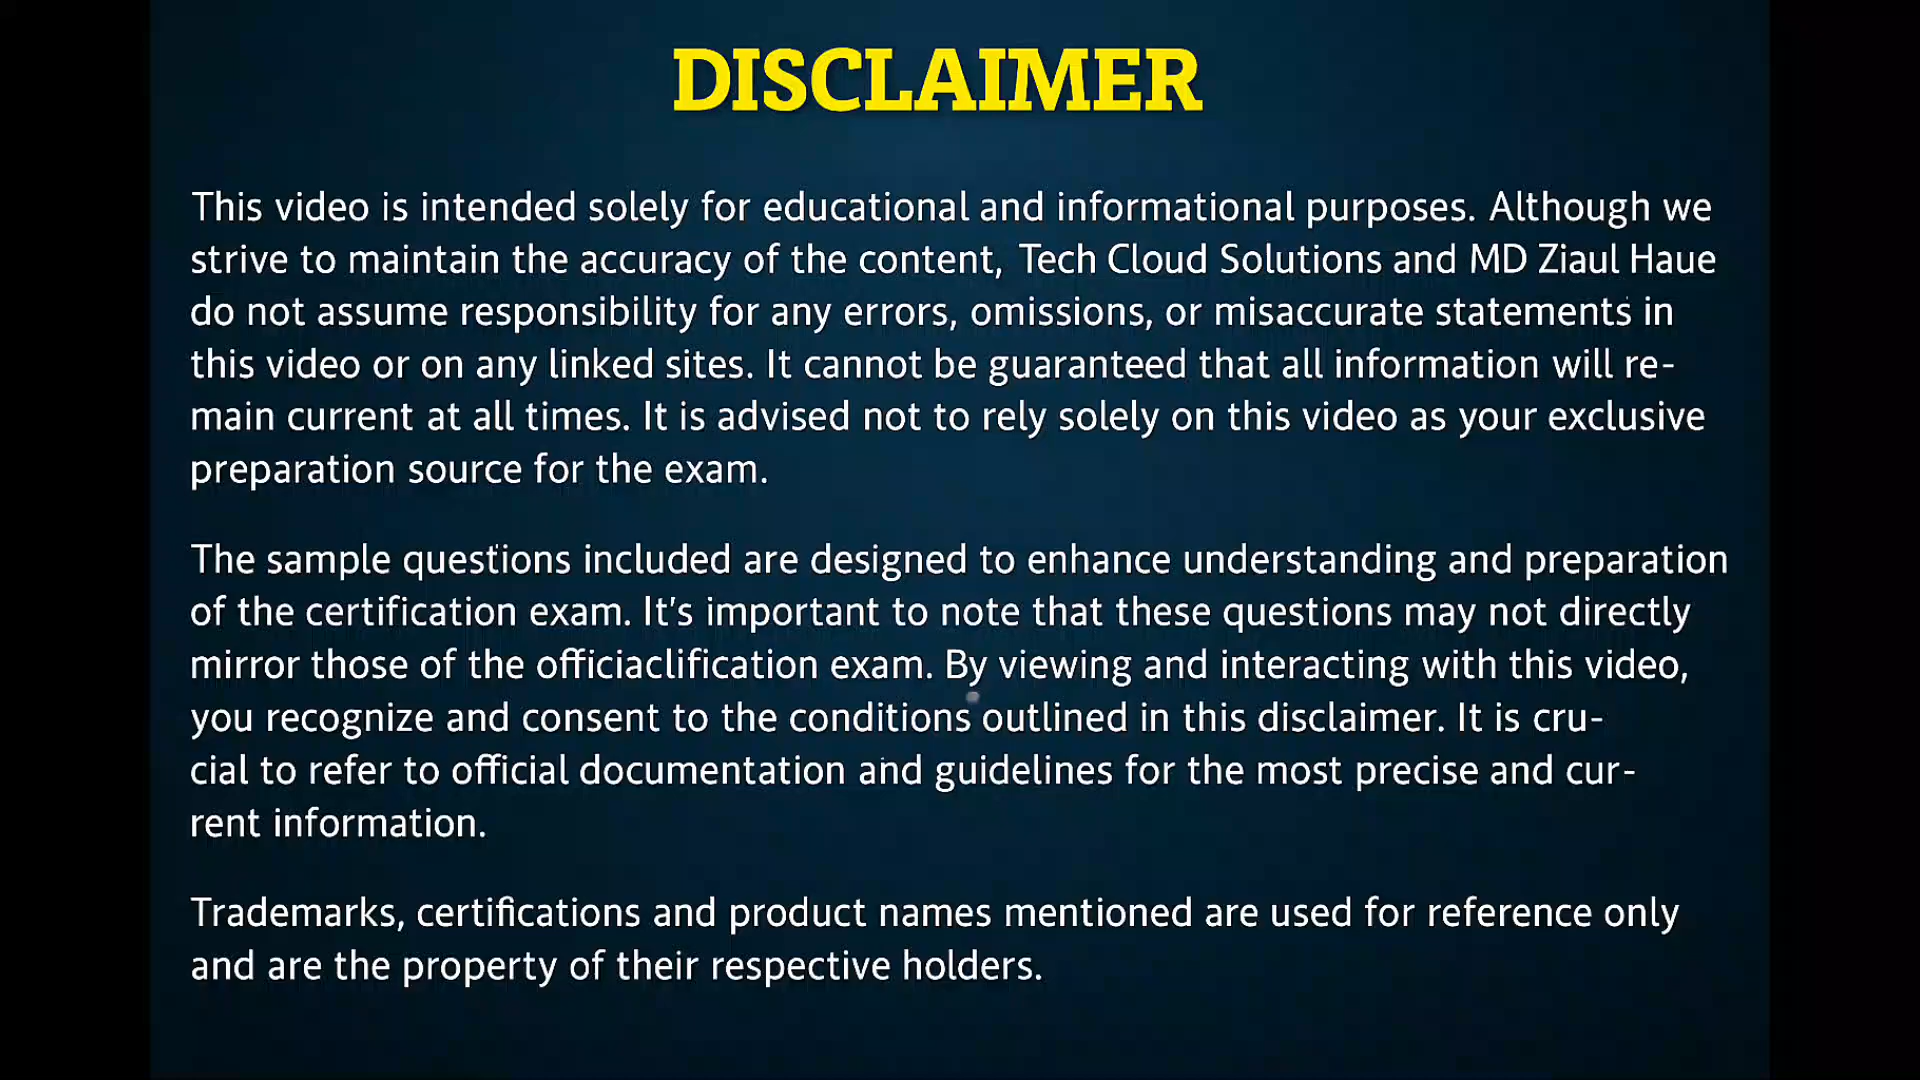 DISCLAIMER
This video is intended solely for educational and informational purposes. Although we
strive to maintain the accuracy of the content, Tech Cloud Solutions and MD Ziaul Haue
do not assume responsibility for any errors, omissions, or misaccurate statements in
this video or on any linked sites. It cannot be guaranteed that all information will re-
main current at all times. It is advised not to rely solely on this video as your exclusive
preparation source for the exam.
The sample questions included are designed to enhance understanding and preparation
of the certification exam. It's important to note that these questions may not directly
mirror those of the officiaclification exam. By viewing and interacting with this video,
you recognize and consent to the conditions outlined in this disclaimer. It is cru-
cial to refer to official documentation and guidelines for the most precise and cur-
rent information.
Trademarks, certifications and product names mentioned are used for reference only
and are the property of their respective holders.